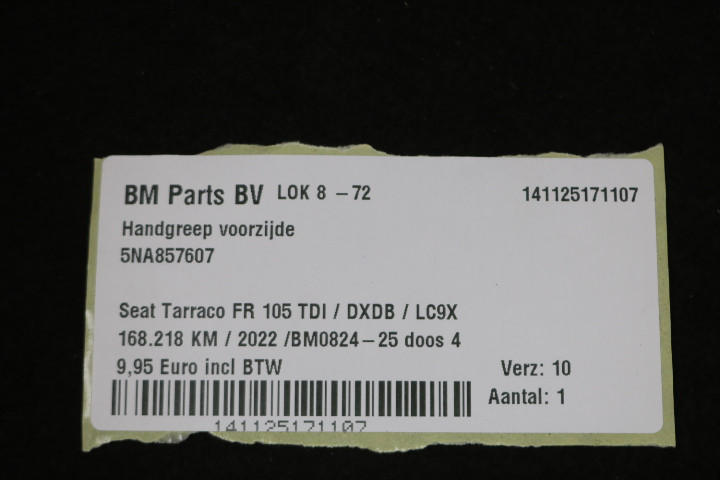 BM Parts BV LOK 8 -72 141125171107
Handgreep voorzijde
5NA857607
Seat Tarraco FR 105 TDI / DXDB / LC9X
168.218 KM / 2022 /BM0824-25 doos 4
9,95 Euro incl BTW Verz: 10
Aantal: 1
141125171107